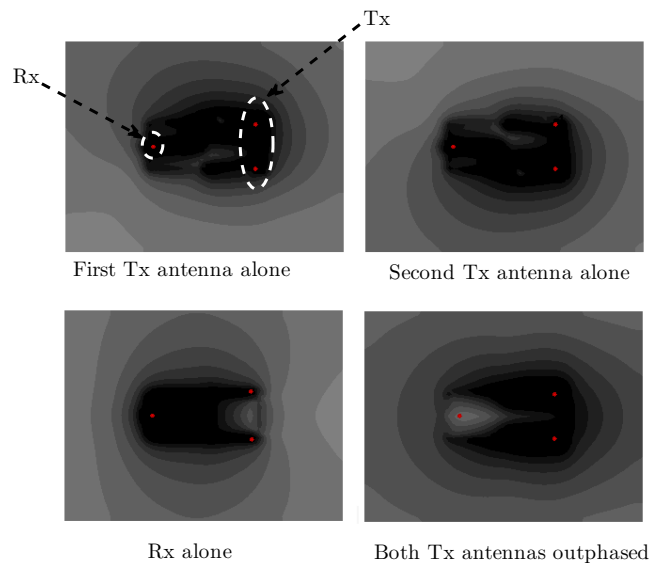 Tx
Rx
First Tx antenna alone
Second Tx antenna alone
Rx alone
Both Tx antennas outphased